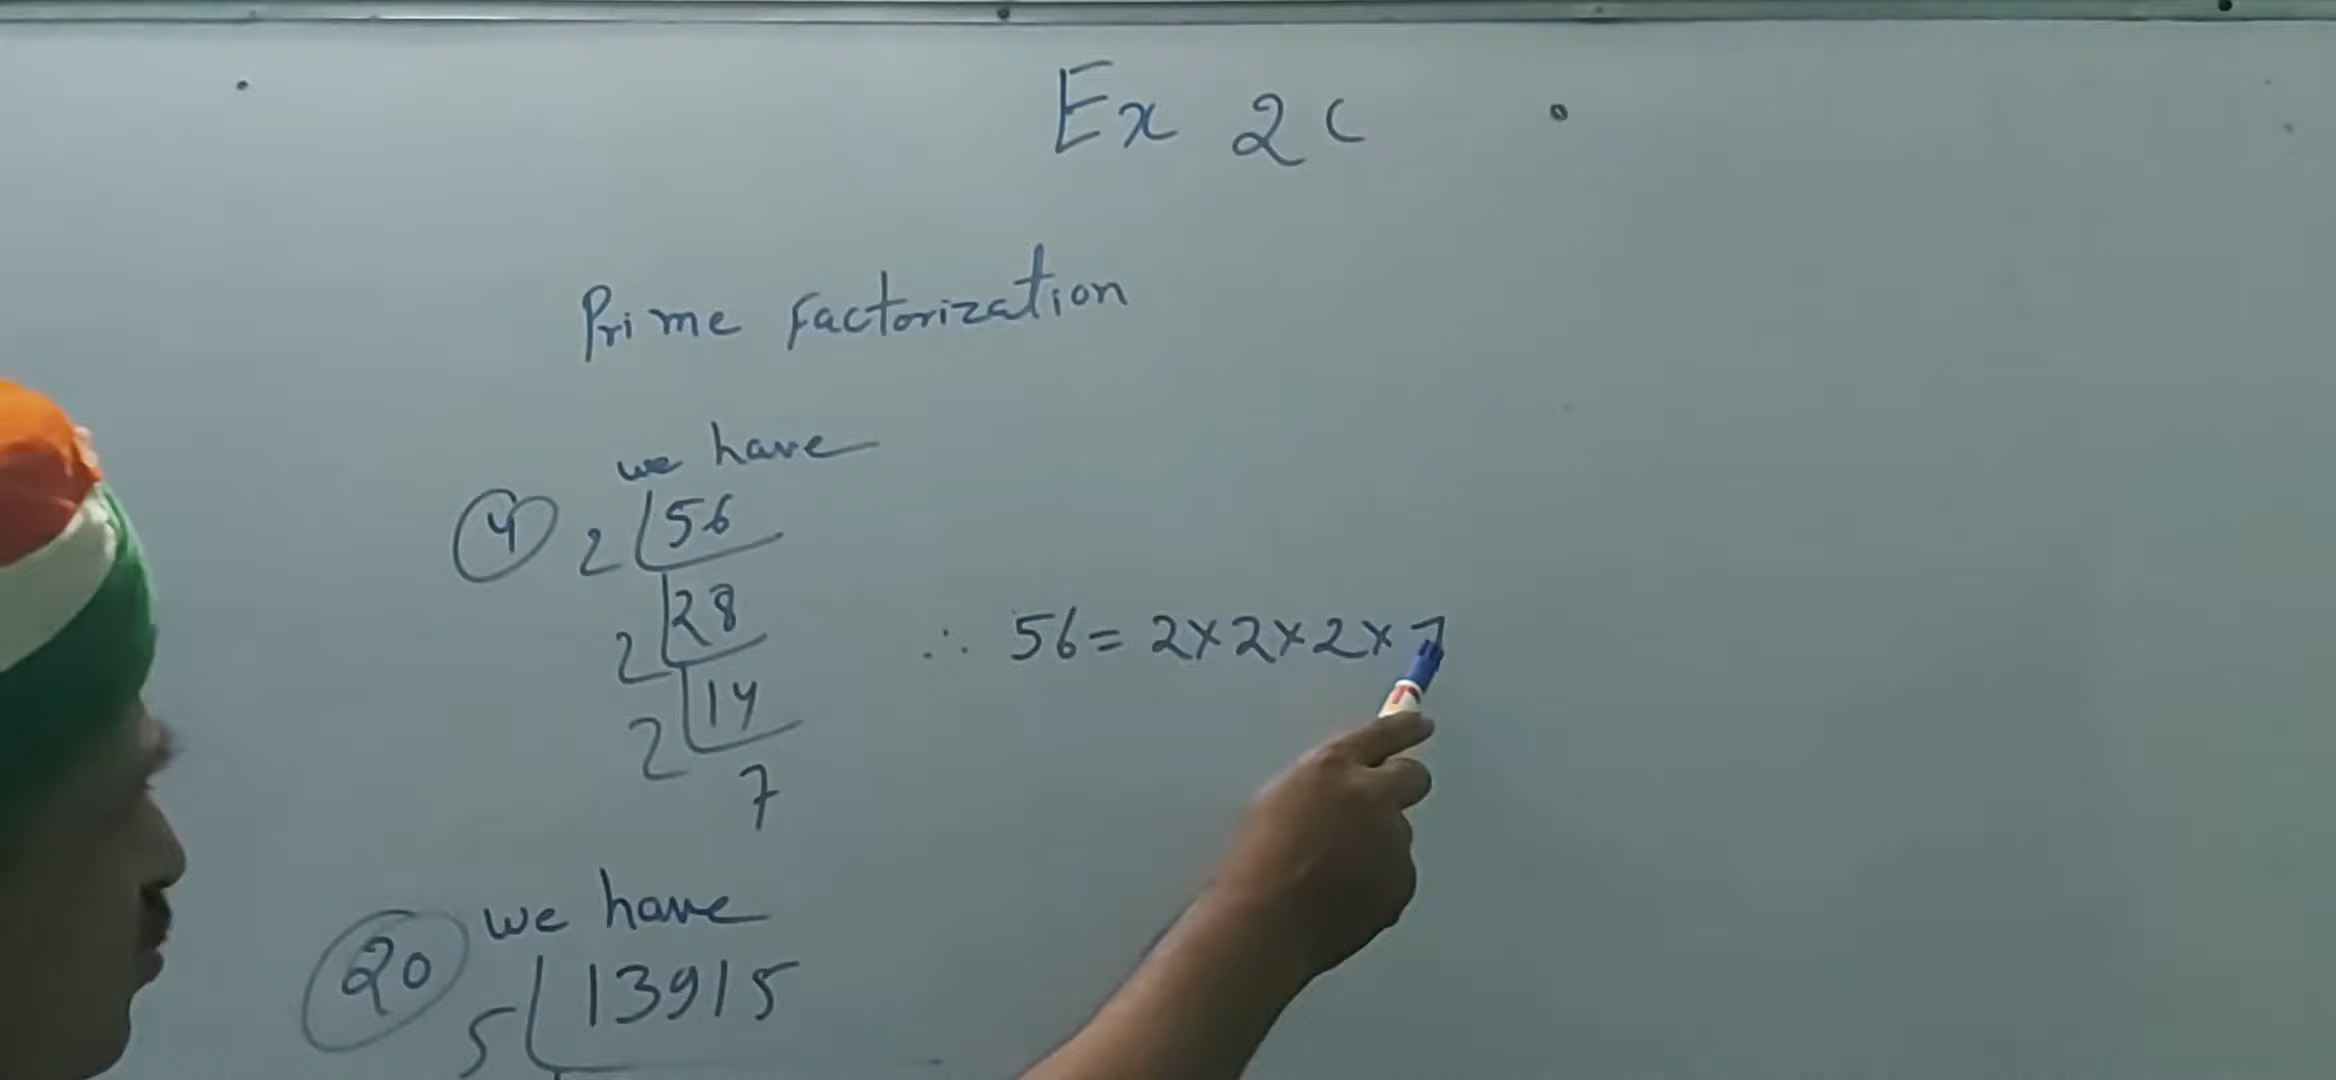 Ex 2C
Prime Factorization
we have
(4) 2 | 56
2 | 28
∴ 56 = 2×2×2×7
2 | 14
7
(20) we have
5 | 13915